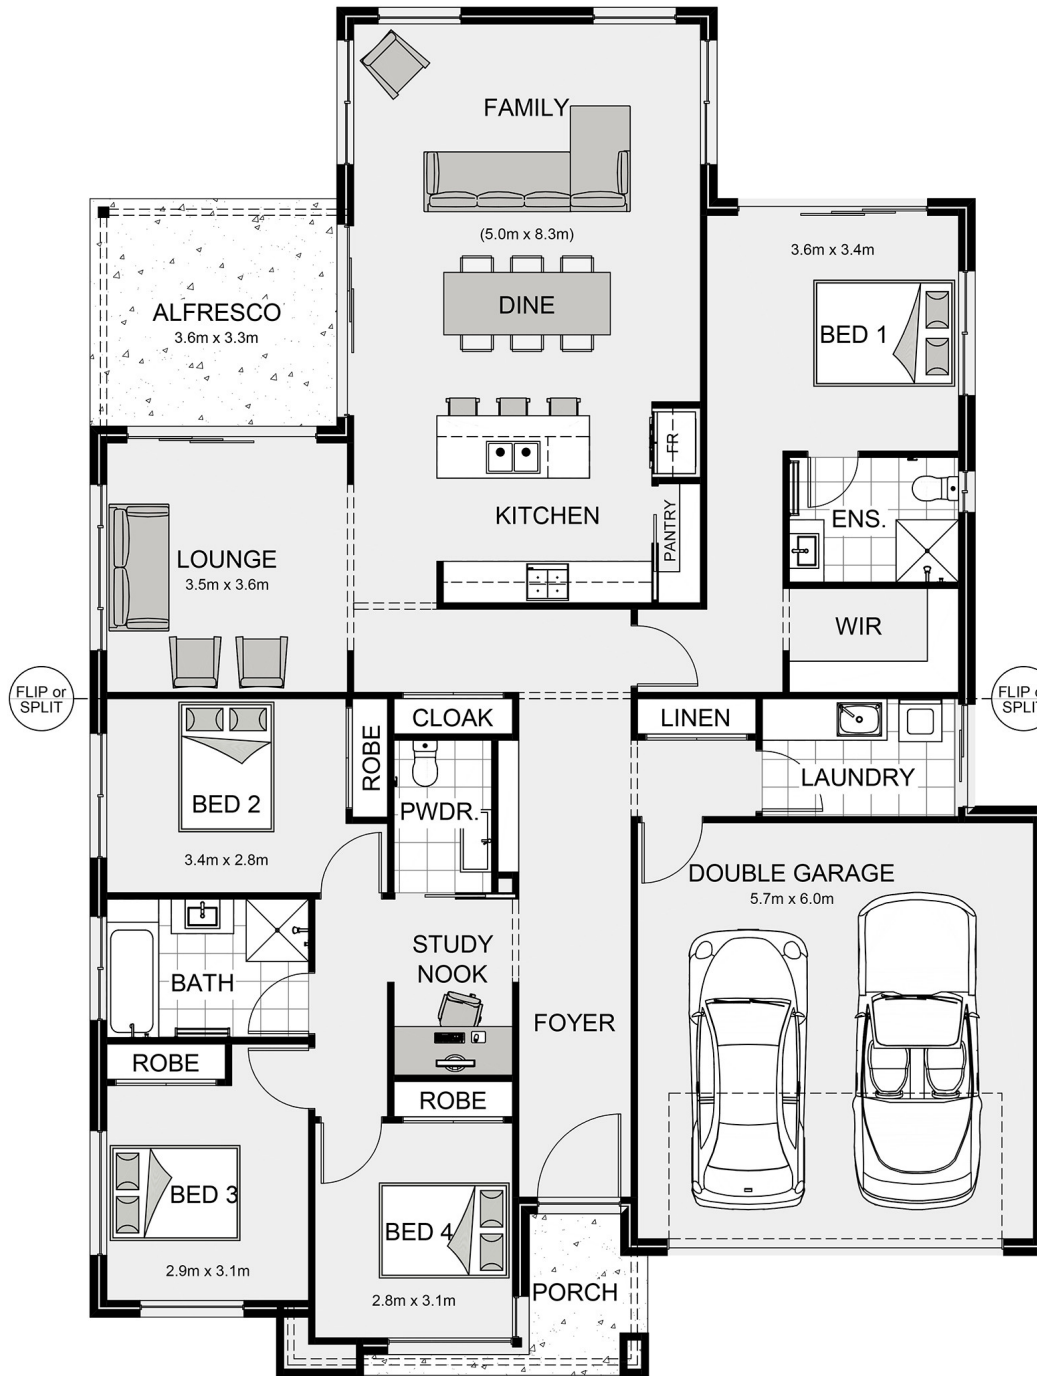 FAMILY
(5.0m x 8.3m)
3.6m x 3.4m
DINE
ALFRESCO
3.6m x 3.3m
BED 1
FR
KITCHEN
PANTRY
ENS.
LOUNGE
3.5m x 3.6m
WIR
FLIP or
SPLIT
FLIP
SPLIT
CLOAK
LINEN
ROBE
LAUNDRY
BED 2
PWDR.
3.4m x 2.8m
DOUBLE GARAGE
5.7m x 6.0m
STUDY
NOOK
BATH
FOYER
ROBE
ROBE
BED 3
BED 4
2.9m x 3.1m
2.8m x 3.1m
PORCH